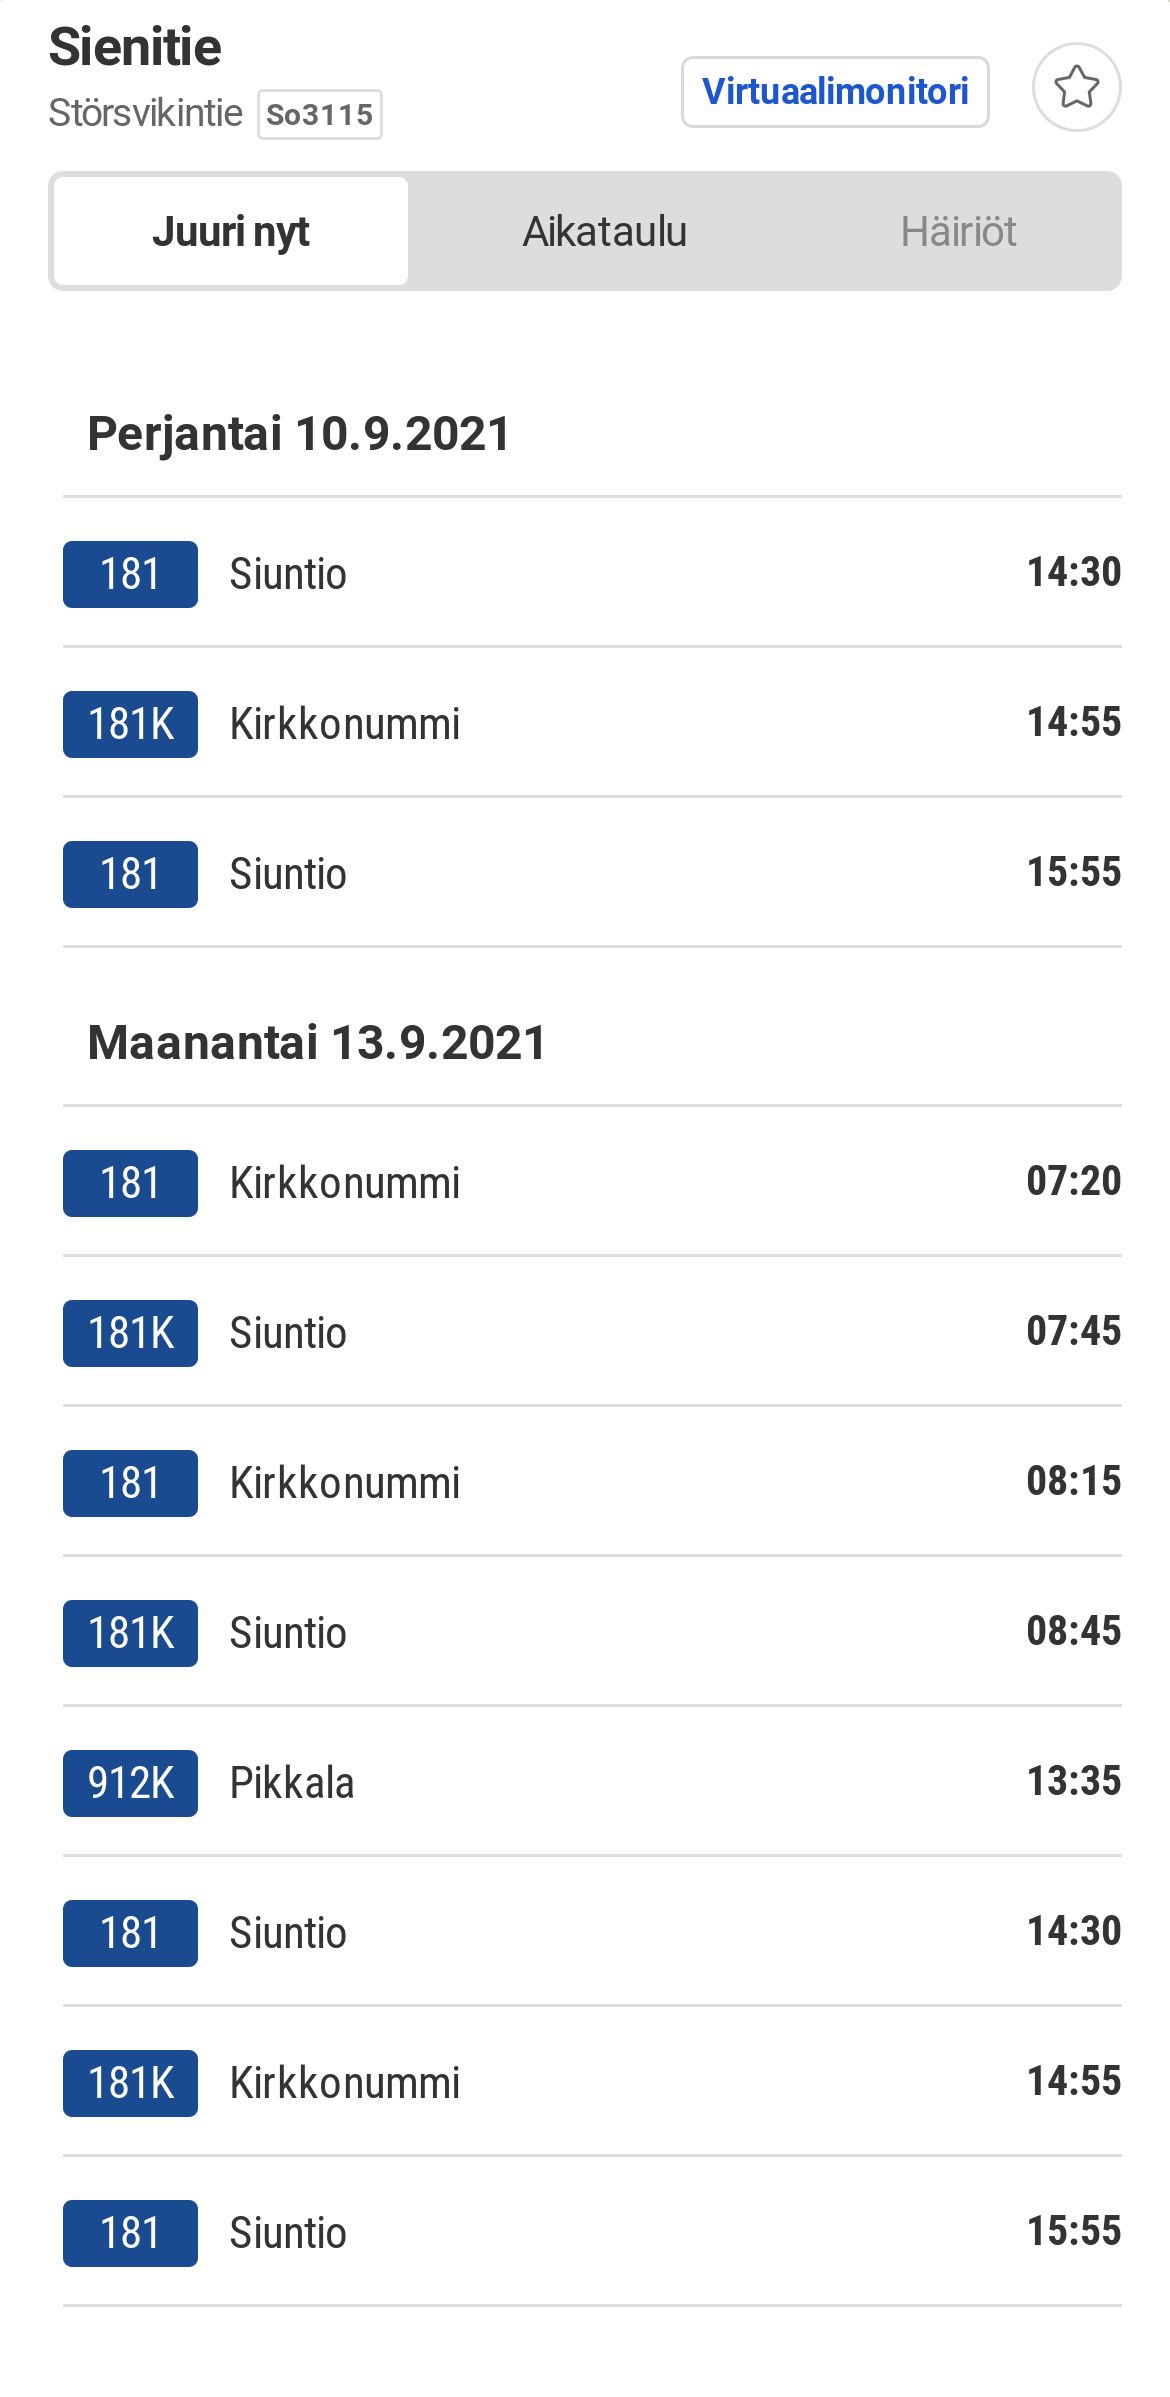 Sienitie
Störsvikintie So3115
Virtuaalimonitori
Juuri nyt Aikataulu Häiriöt
Perjantai 10.9.2021
181 Siuntio 14:30
181K Kirkkonummi 14:55
181 Siuntio 15:55
Maanantai 13.9.2021
181 Kirkkonummi 07:20
181K Siuntio 07:45
181 Kirkkonummi 08:15
181K Siuntio 08:45
912K Pikkala 13:35
181 Siuntio 14:30
181K Kirkkonummi 14:55
181 Siuntio 15:55